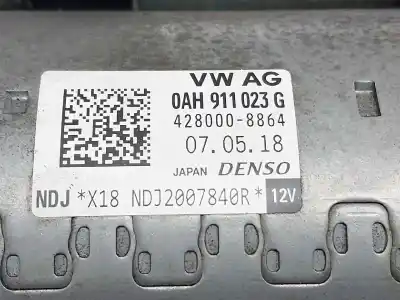 VW AG
0AH 911 023 G
428000-8864
07.05.18
JAPAN DENSO
NDJ *X18 NDJ2007840R* 12V